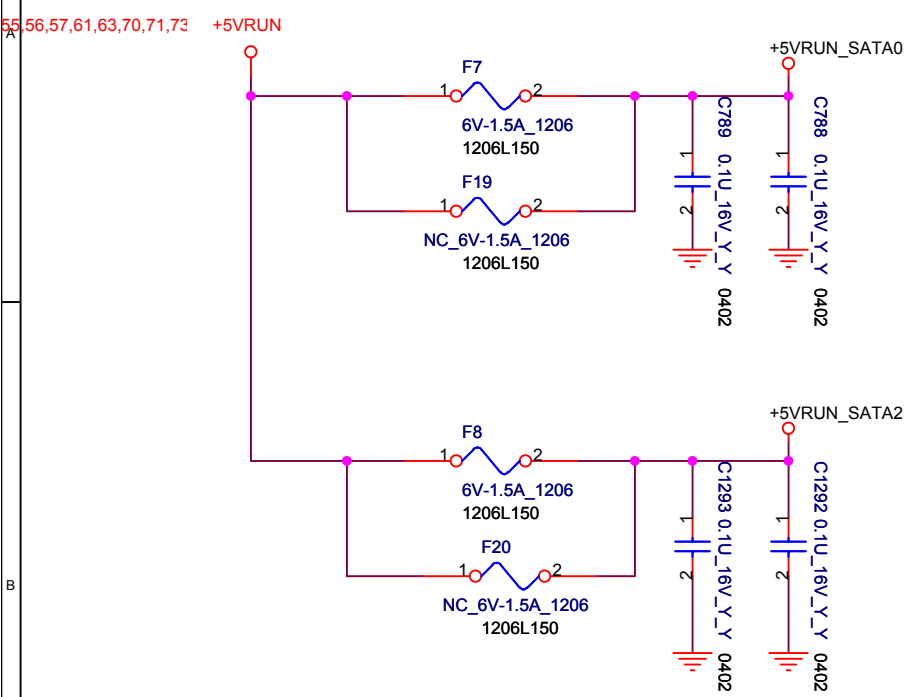 55,56,57,61,63,70,71,73 +5VRUN
A
+5VRUN_SATA0
F7
1 2
6V-1.5A_1206
1206L150
F19
1 2
NC_6V-1.5A_1206
1206L150
C789 0.1U_16V_Y_Y 0402
1
2
C788 0.1U_16V_Y_Y 0402
1
2
+5VRUN_SATA2
F8
1 2
6V-1.5A_1206
1206L150
F20
1 2
NC_6V-1.5A_1206
1206L150
C1293 0.1U_16V_Y_Y 0402
1
2
C1292 0.1U_16V_Y_Y 0402
1
2
B